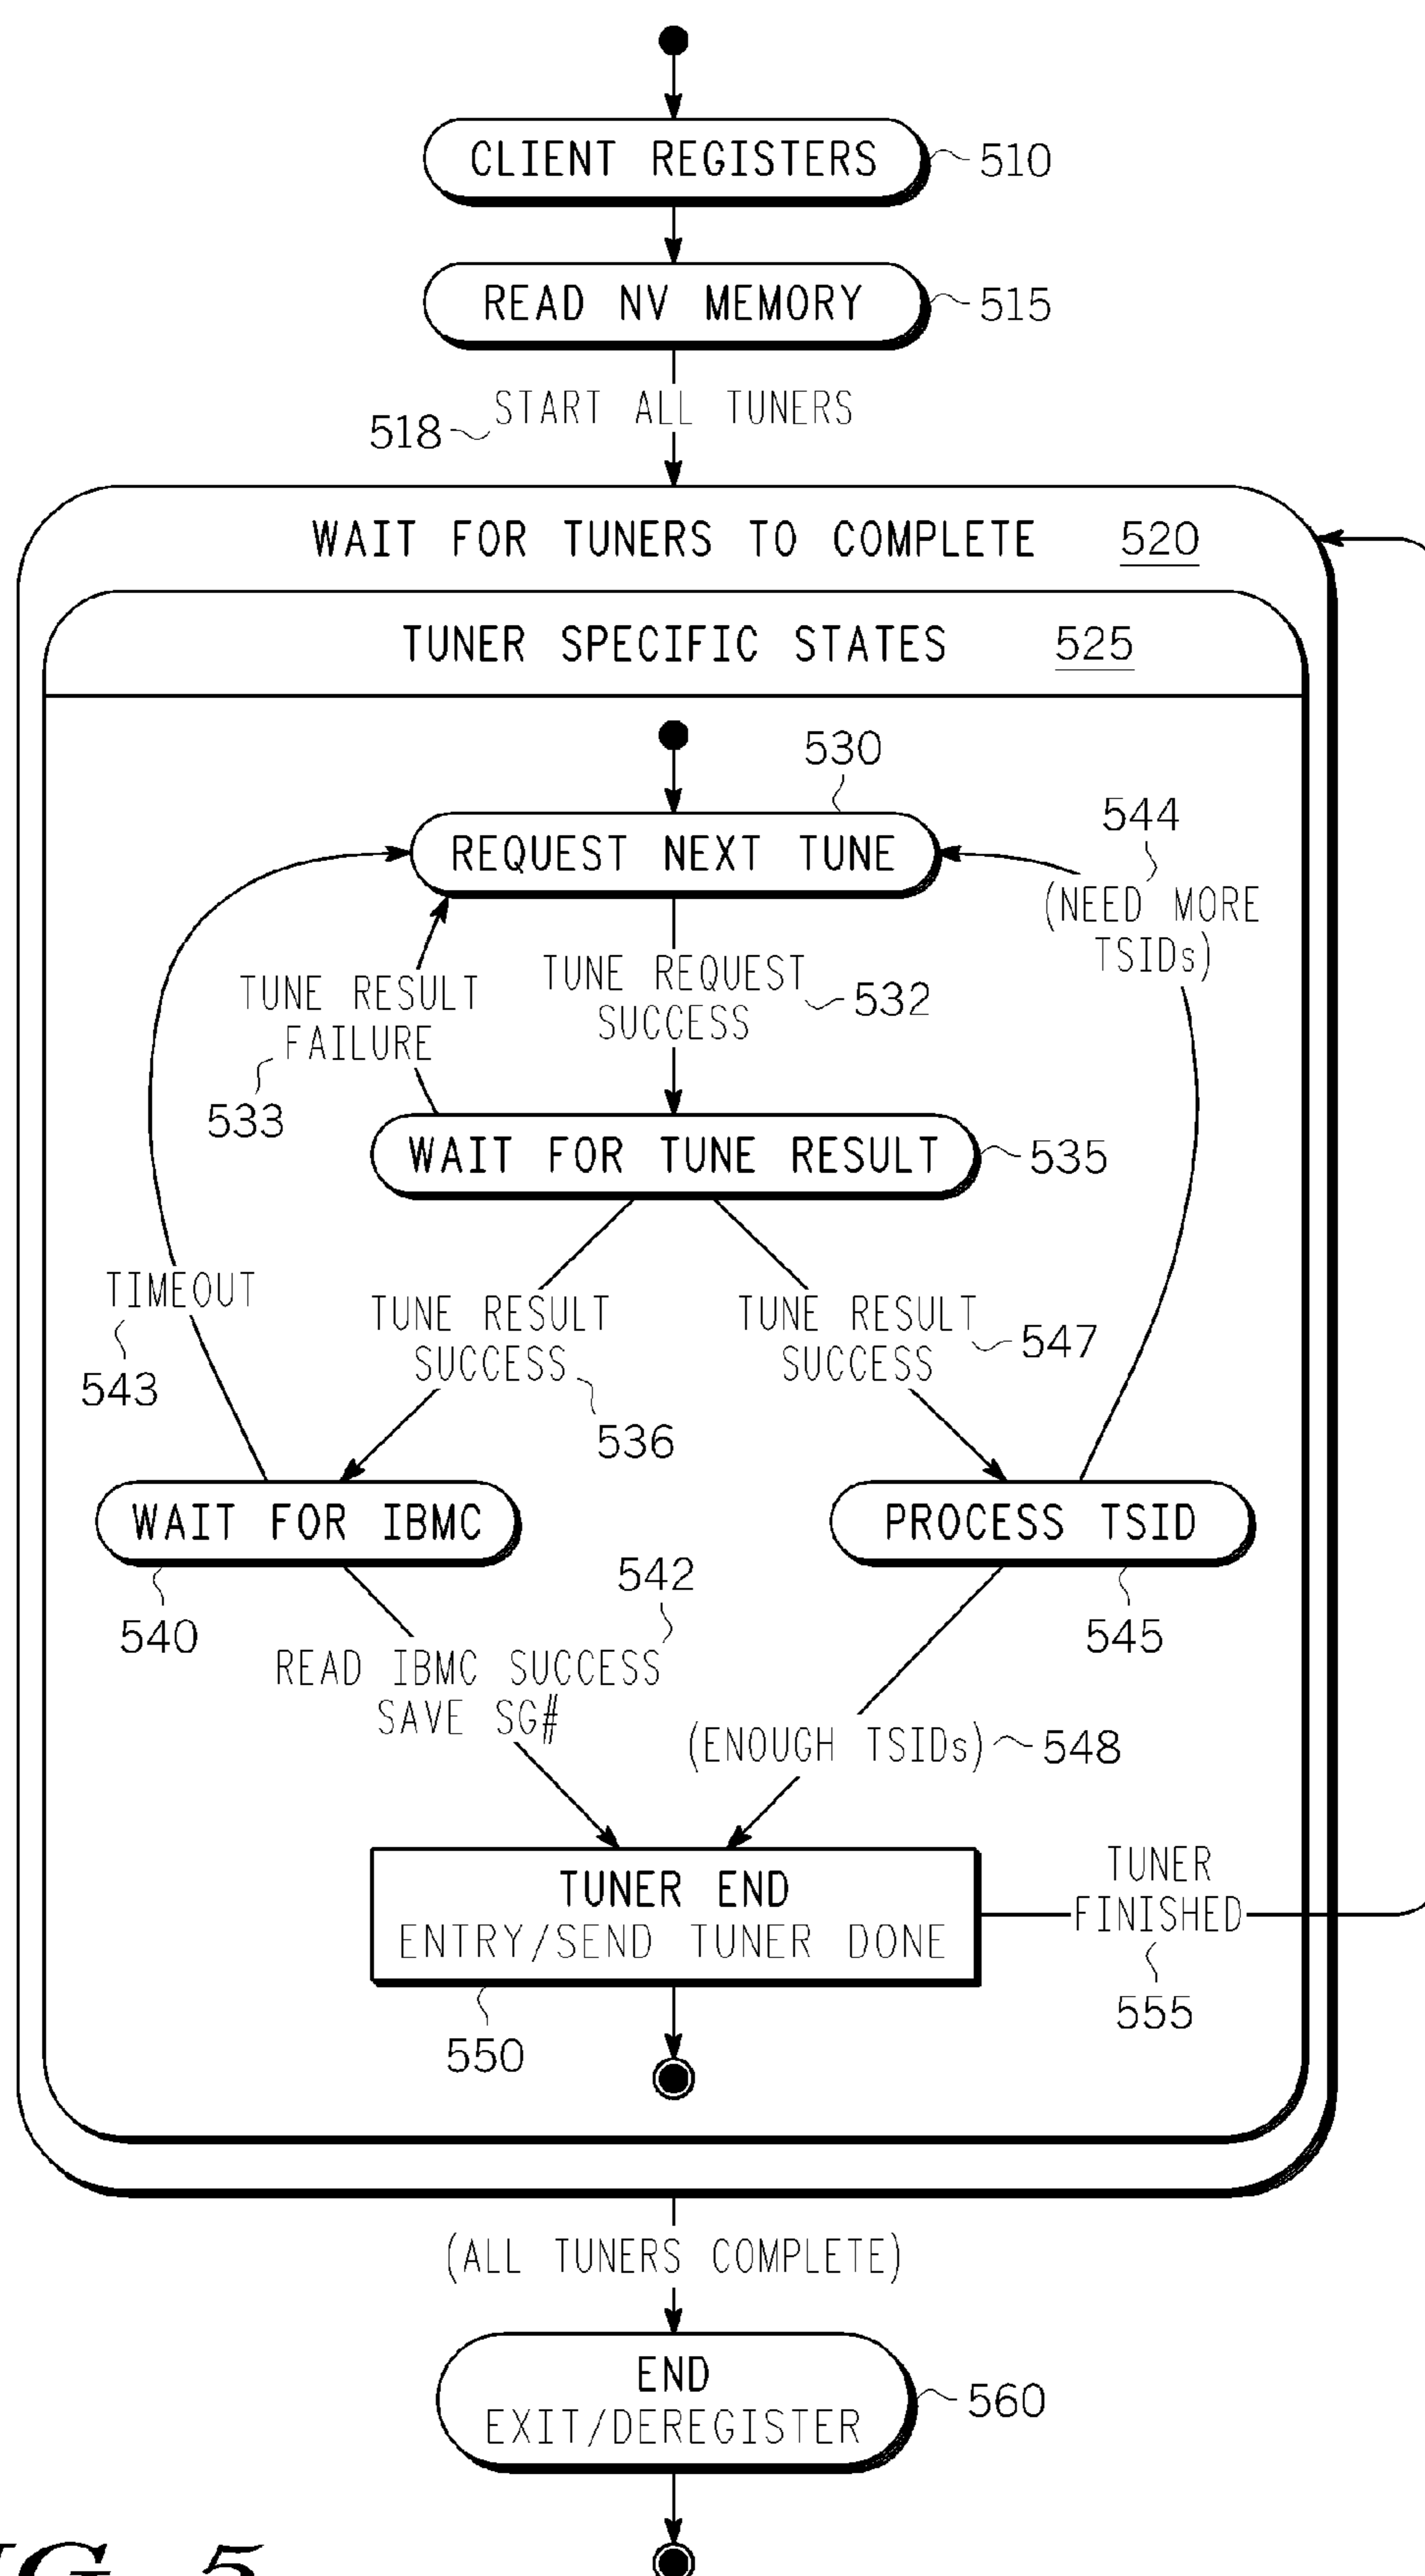 CLIENT REGISTERS 510
READ NV MEMORY 515
START ALL TUNERS
518
WAIT FOR TUNERS TO COMPLETE 520
TUNER SPECIFIC STATES 525
530
REQUEST NEXT TUNE
544
(NEED MORE
TSIDs)
TUNE RESULT
FAILURE
533
TUNE REQUEST
SUCCESS
532
WAIT FOR TUNE RESULT 535
TIMEOUT
543
TUNE RESULT
SUCCESS
536
TUNE RESULT
SUCCESS
547
WAIT FOR IBMC
540
PROCESS TSID
545
542
READ IBMC SUCCESS
SAVE SG#
(ENOUGH TSIDs) 548
TUNER END
ENTRY/SEND TUNER DONE
550
TUNER
FINISHED
555
(ALL TUNERS COMPLETE)
END
EXIT/DEREGISTER
560
5